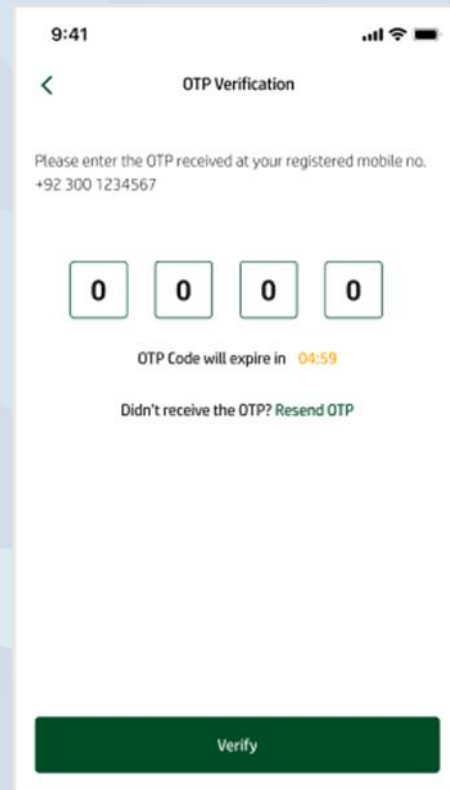 9:41
OTP Verification
Please enter the OTP received at your registered mobile no.
+92 300 1234567
0 0 0 0
OTP Code will expire in 04:59
Didn't receive the OTP? Resend OTP
Verify